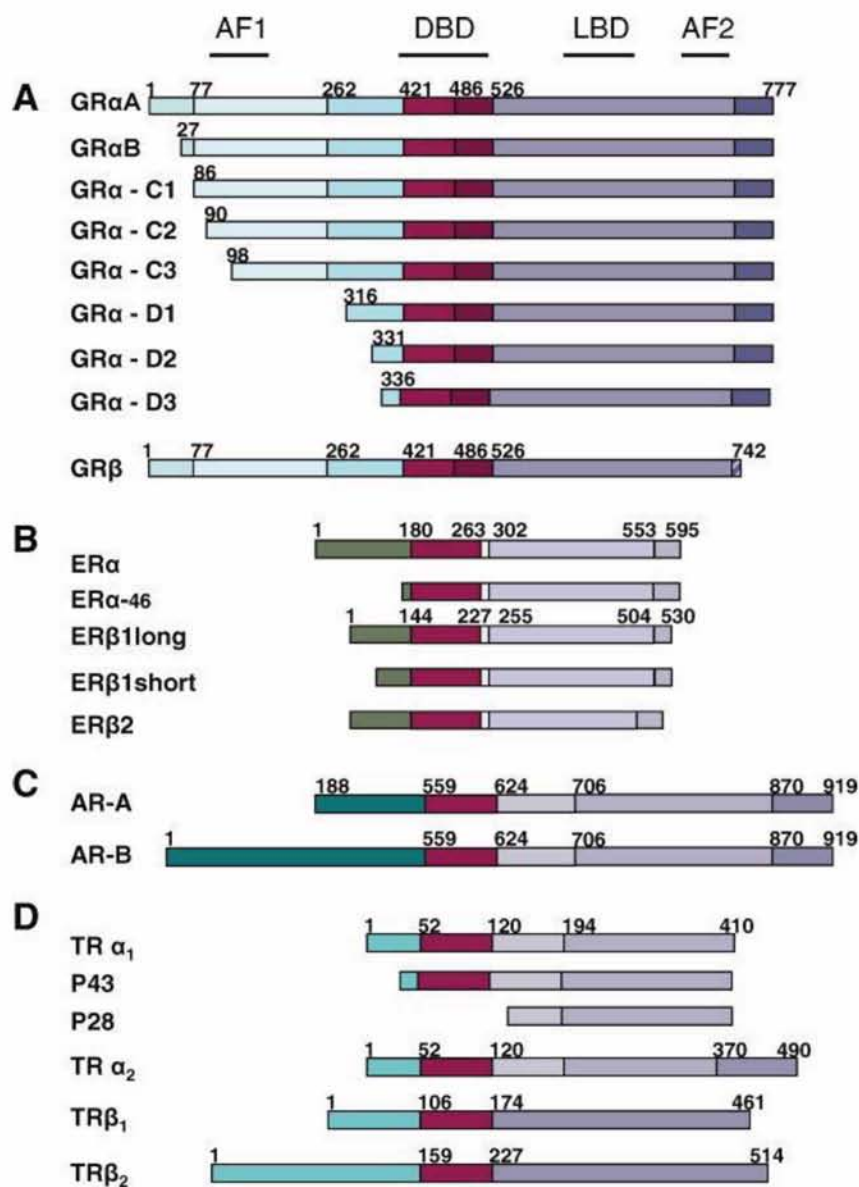 AF1 DBD LBD AF2
A
1 77 262 421 486 526 777
GRαA
27
GRαB
86
GRα - C1
90
GRα - C2
98
GRα - C3
316
GRα - D1
331
GRα - D2
336
GRα - D3
1 77 262 421 486 526 742
GRβ
B
1 180 263 302 553 595
ERα
ERα-46
1 144 227 255 504 530
ERβ1long
ERβ1short
ERβ2
C
188 559 624 706 870 919
AR-A
1 559 624 706 870 919
AR-B
D
1 52 120 194 410
TR α₁
P43
P28
1 52 120 370 490
TR α₂
1 106 174 461
TRβ₁
1 159 227 514
TRβ₂